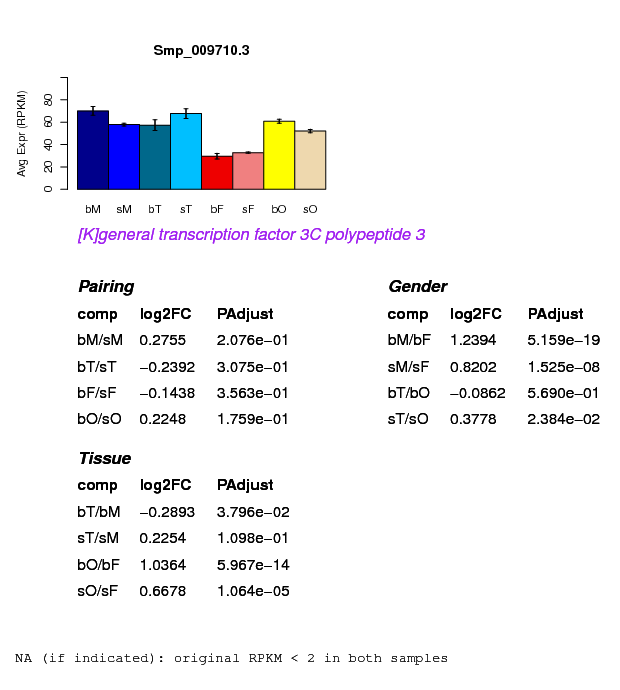 Smp_009710.3
Avg Expr (RPKM)
0 20 40 60 80
bM sM bT sT bF sF bO sO
[K]general transcription factor 3C polypeptide 3
Pairing
comp log2FC PAdjust
bM/sM 0.2755 2.076e−01
bT/sT −0.2392 3.075e−01
bF/sF −0.1438 3.563e−01
bO/sO 0.2248 1.759e−01
Gender
comp log2FC PAdjust
bM/bF 1.2394 5.159e−19
sM/sF 0.8202 1.525e−08
bT/bO −0.0862 5.690e−01
sT/sO 0.3778 2.384e−02
Tissue
comp log2FC PAdjust
bT/bM −0.2893 3.796e−02
sT/sM 0.2254 1.098e−01
bO/bF 1.0364 5.967e−14
sO/sF 0.6678 1.064e−05
NA (if indicated): original RPKM < 2 in both samples